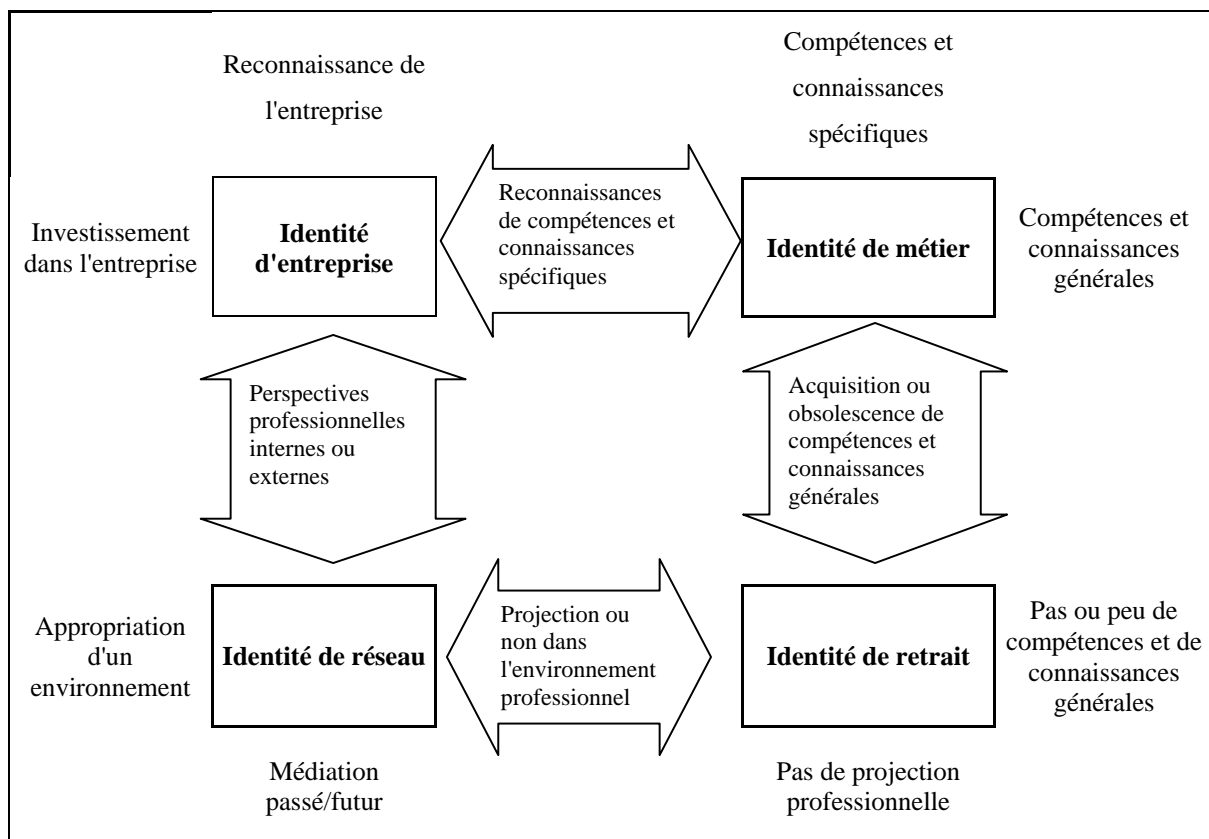 Reconnaissance de
l'entreprise
Compétences et
connaissances
spécifiques
Investissement
dans l'entreprise
Identité
d'entreprise
Reconnaissances
de compétences et
connaissances
spécifiques
Identité de métier
Compétences et
connaissances
générales
Perspectives
professionnelles
internes ou
externes
Acquisition ou
obsolescence de
compétences et
connaissances
générales
Appropriation
d'un
environnement
Identité de réseau
Projection ou
non dans
l'environnement
professionnel
Identité de retrait
Pas ou peu de
compétences et de
connaissances
générales
Médiation
passé/futur
Pas de projection
professionnelle